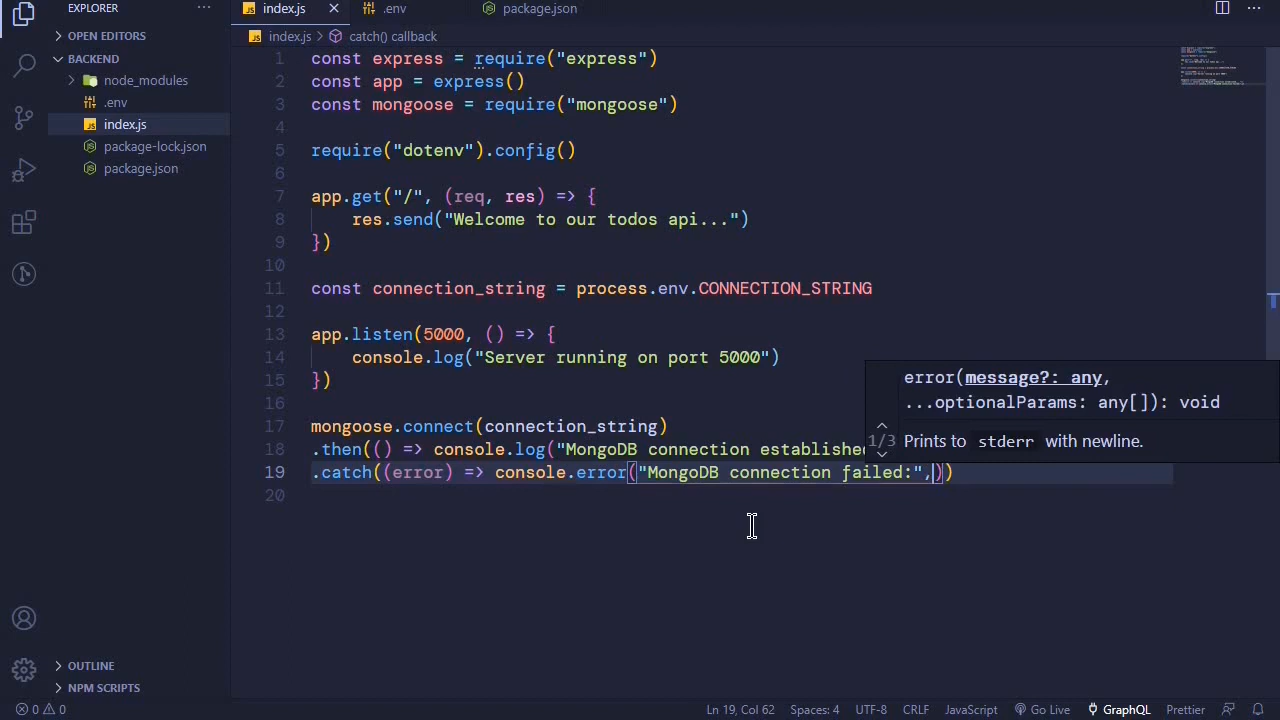 EXPLORER
OPEN EDITORS
BACKEND
node_modules
.env
index.js
package-lock.json
package.json
OUTLINE
NPM SCRIPTS
index.js
.env
package.json
index.js > catch() callback
1 const express = require("express")
2 const app = express()
3 const mongoose = require("mongoose")
4
5 require("dotenv").config()
6
7 app.get("/", (req, res) => {
8 res.send("Welcome to our todos api...")
9 })
10
11 const connection_string = process.env.CONNECTION_STRING
12
13 app.listen(5000, () => {
14 console.log("Server running on port 5000")
15 })
16
17 mongoose.connect(connection_string)
18 .then(() => console.log("MongoDB connection established
19 .catch((error) => console.error("MongoDB connection failed:",))
20
error(message?: any,
...optionalParams: any[]): void
1/3 Prints to stderr with newline.
0 0
Ln 19, Col 62
Spaces: 4
UTF-8
CRLF
JavaScript
Go Live
GraphQL
Prettier